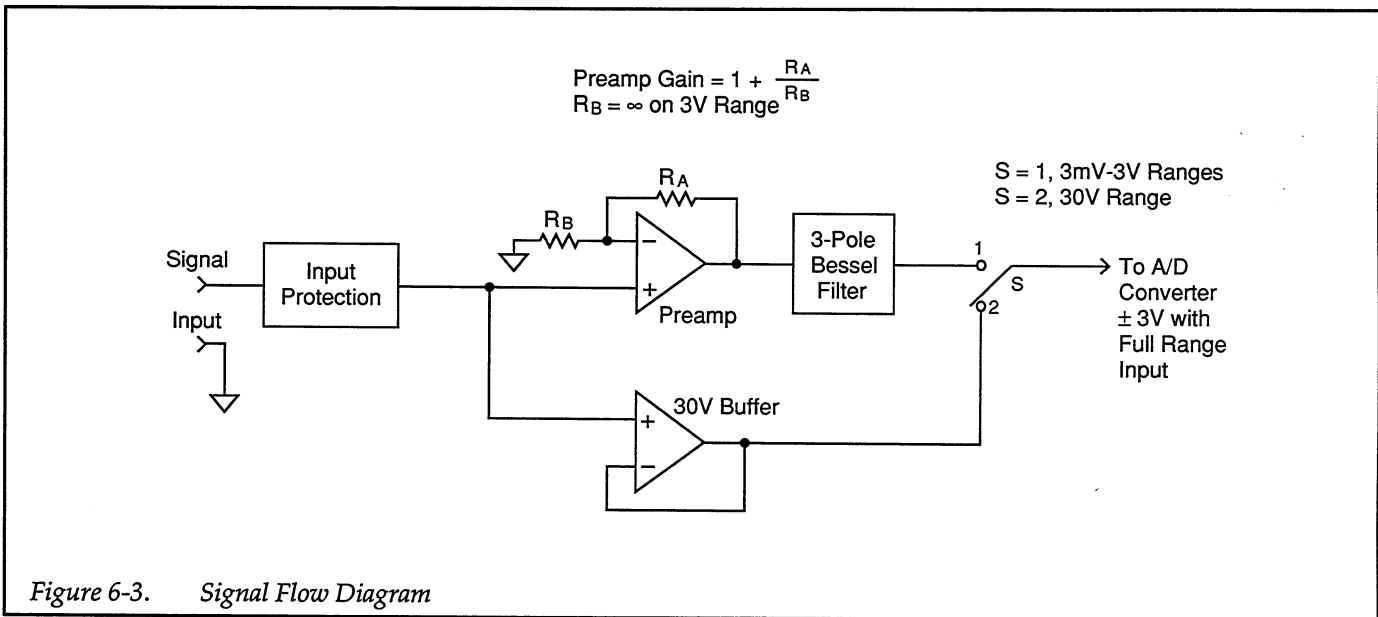 Preamp Gain = 1 + RA/RB
RB = ∞ on 3V Range
S = 1, 3mV-3V Ranges
S = 2, 30V Range
RA
RB
−
+
Preamp
3-Pole
Bessel
Filter
Signal
Input
Input
Protection
1
2
S
To A/D
Converter
± 3V with
Full Range
Input
30V Buffer
+
−
Figure 6-3. Signal Flow Diagram